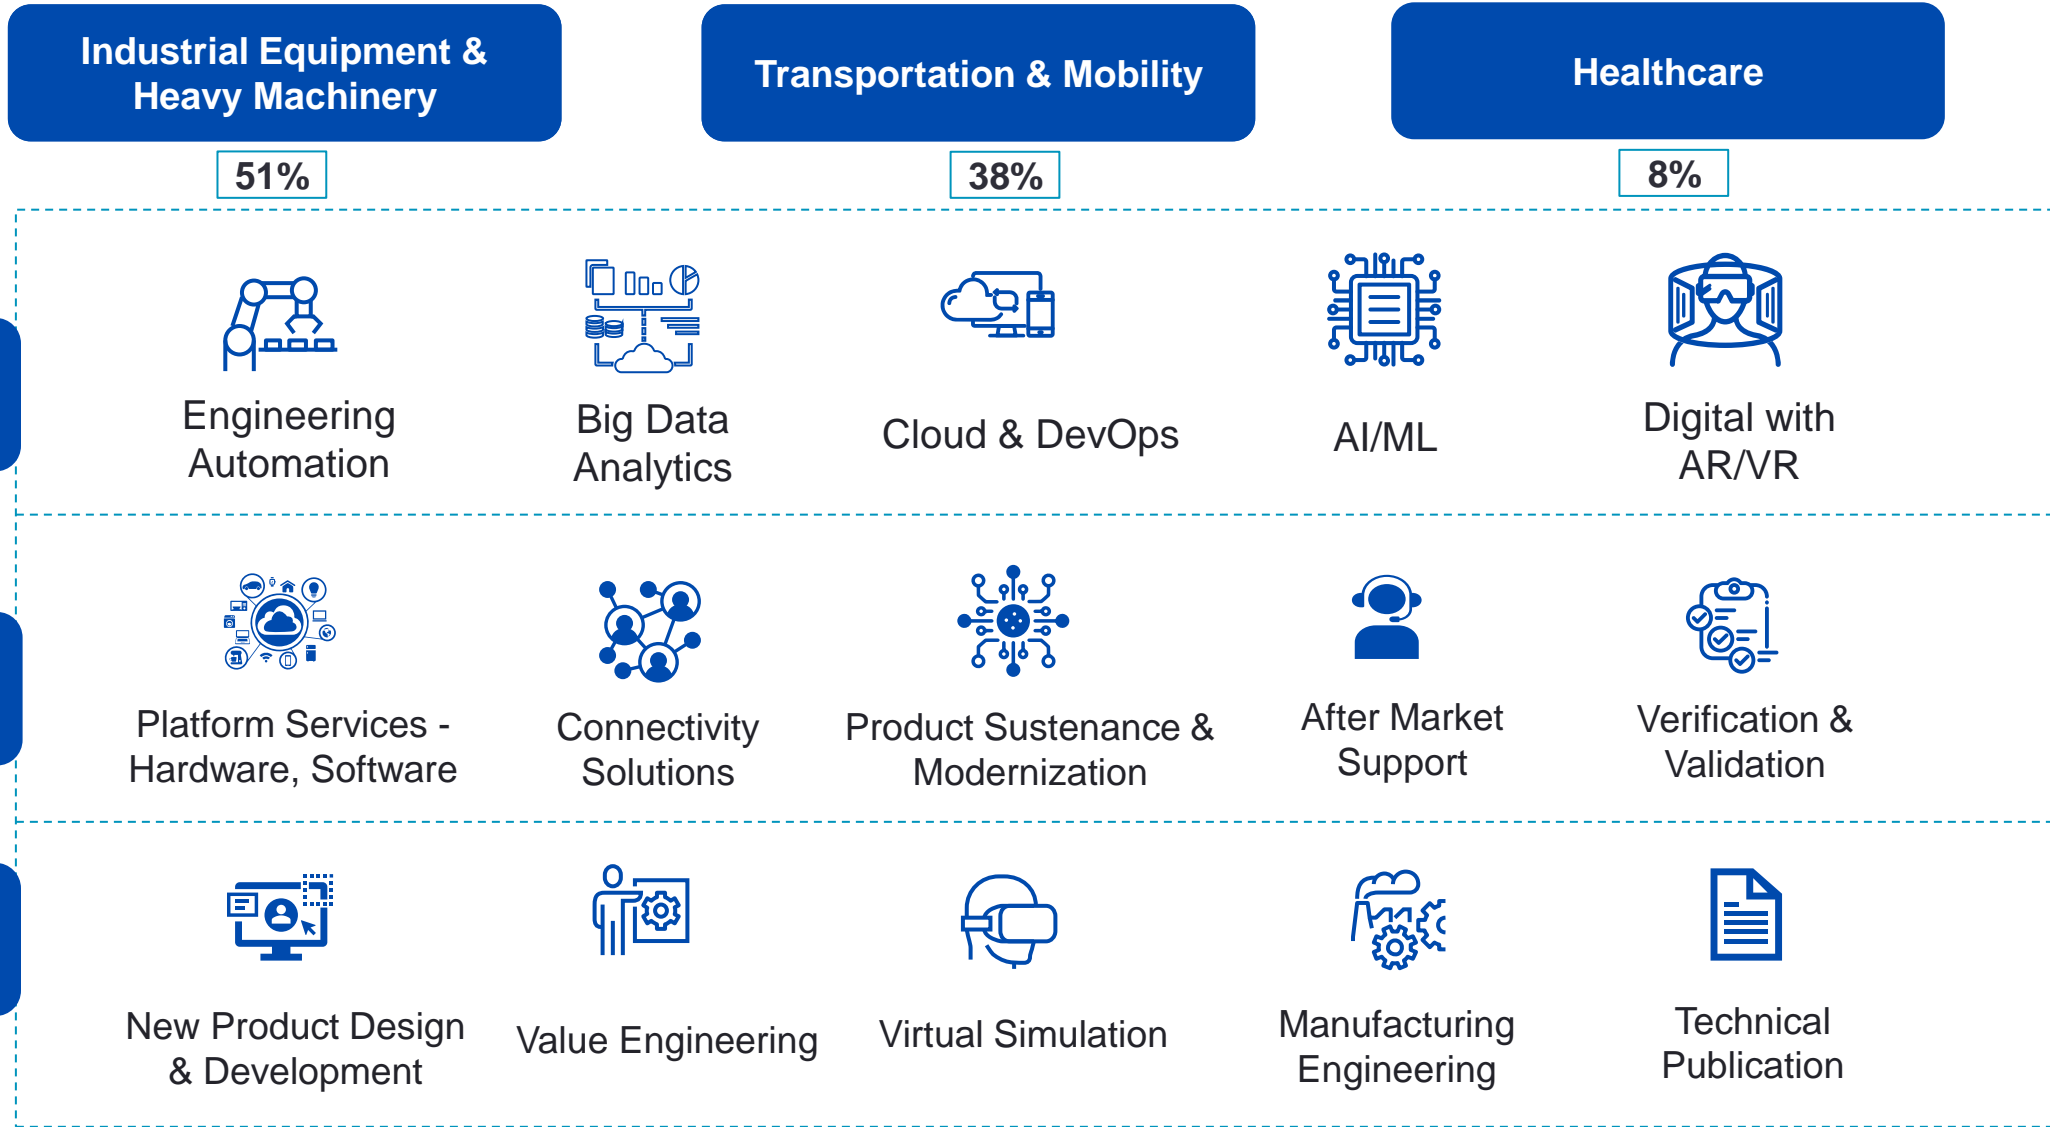 Industrial Equipment &
Heavy Machinery
Transportation & Mobility
Healthcare
51%
38%
8%
Engineering
Automation
Big Data
Analytics
Cloud & DevOps
AI/ML
Digital with
AR/VR
Platform Services -
Hardware, Software
Connectivity
Solutions
Product Sustenance &
Modernization
After Market
Support
Verification &
Validation
New Product Design
& Development
Value Engineering
Virtual Simulation
Manufacturing
Engineering
Technical
Publication